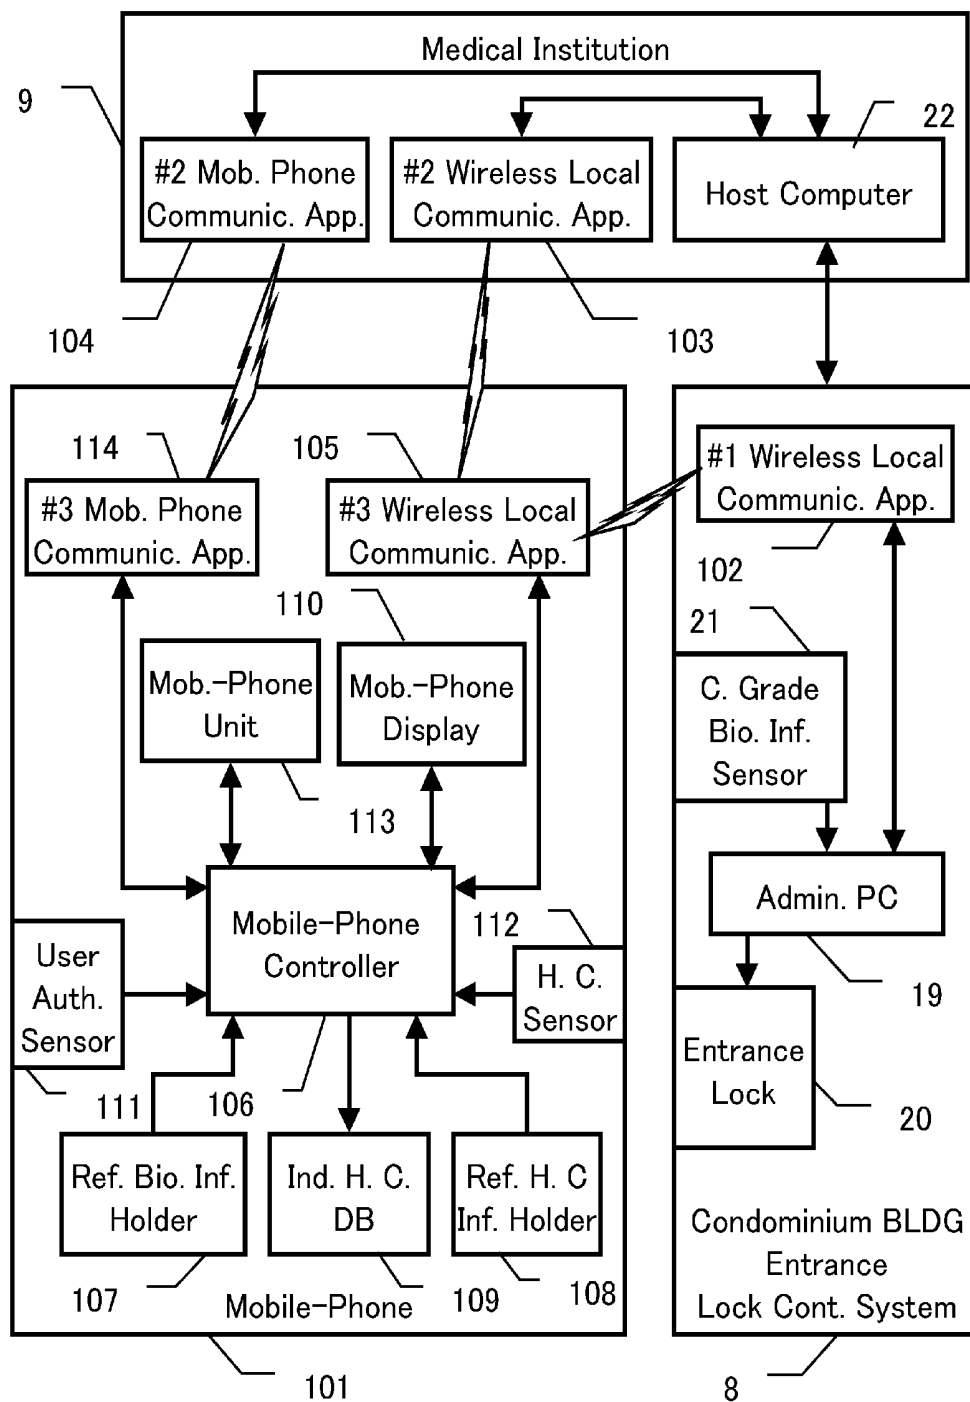 Medical Institution
9
22
#2 Mob. Phone
Communic. App.
#2 Wireless Local
Communic. App.
Host Computer
104
103
114
105
#1 Wireless Local
Communic. App.
#3 Mob. Phone
Communic. App.
#3 Wireless Local
Communic. App.
102
110
21
Mob.-Phone
Unit
Mob.-Phone
Display
C. Grade
Bio. Inf.
Sensor
113
Admin. PC
Mobile-Phone
Controller
112
User
Auth.
Sensor
H. C.
Sensor
19
Entrance
Lock
111
106
20
Ref. Bio. Inf.
Holder
Ind. H. C.
DB
Ref. H. C
Inf. Holder
Condominium BLDG
Entrance
Lock Cont. System
107
109
108
Mobile-Phone
101
8